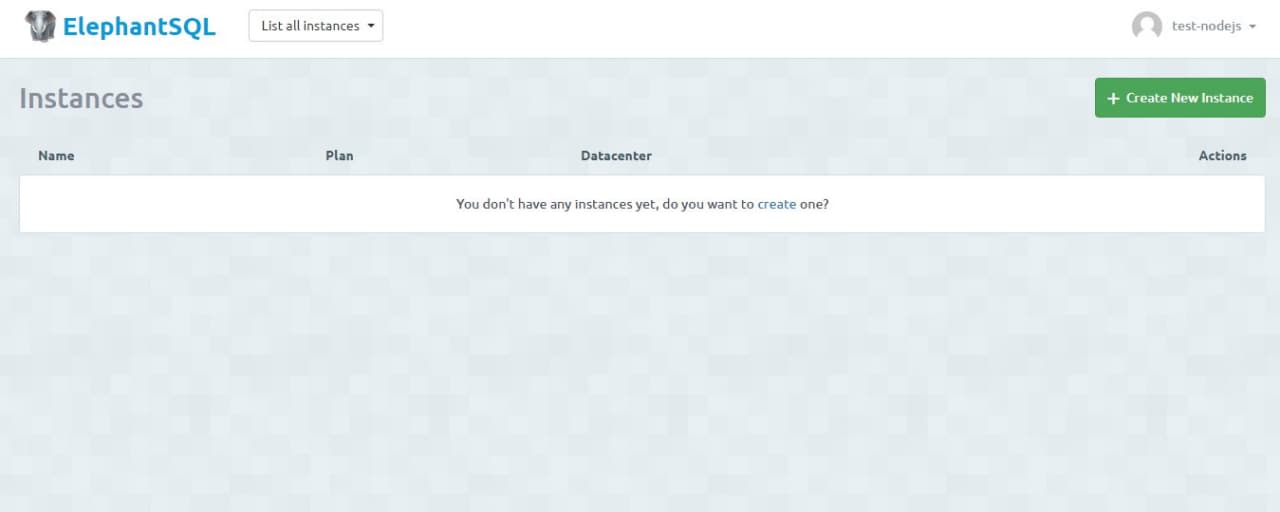 ElephantSQL List all instances test-nodejs
Instances + Create New Instance
Name Plan Datacenter Actions
You don't have any instances yet, do you want to create one?